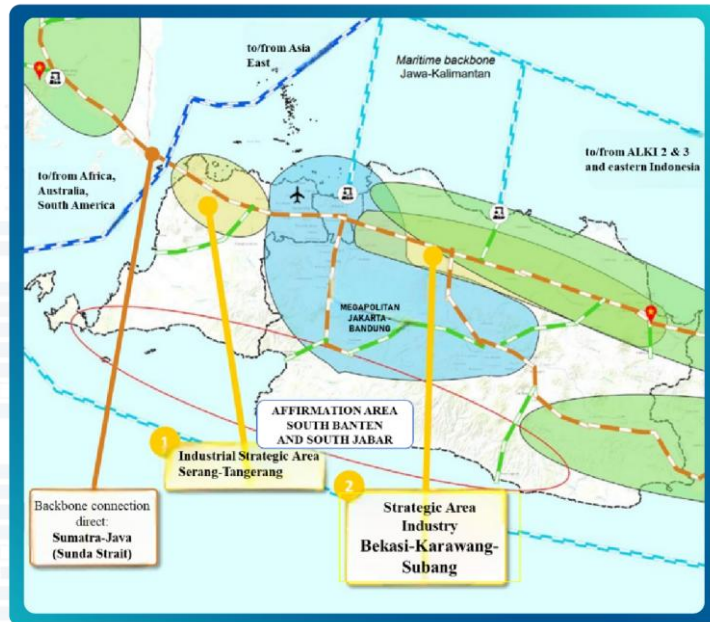 to/from Asia
East
Maritime backbone
Jawa-Kalimantan
to/from ALKI 2 & 3
and eastern Indonesia
to/from Africa,
Australia,
South America
MEGAPOLITAN
JAKARTA -
BANDUNG
AFFIRMATION AREA
SOUTH BANTEN
AND SOUTH JABAR
1
Industrial Strategic Area
Serang-Tangerang
2
Strategic Area
Industry
Bekasi-Karawang-
Subang
Backbone connection
direct:
Sumatra-Java
(Sunda Strait)